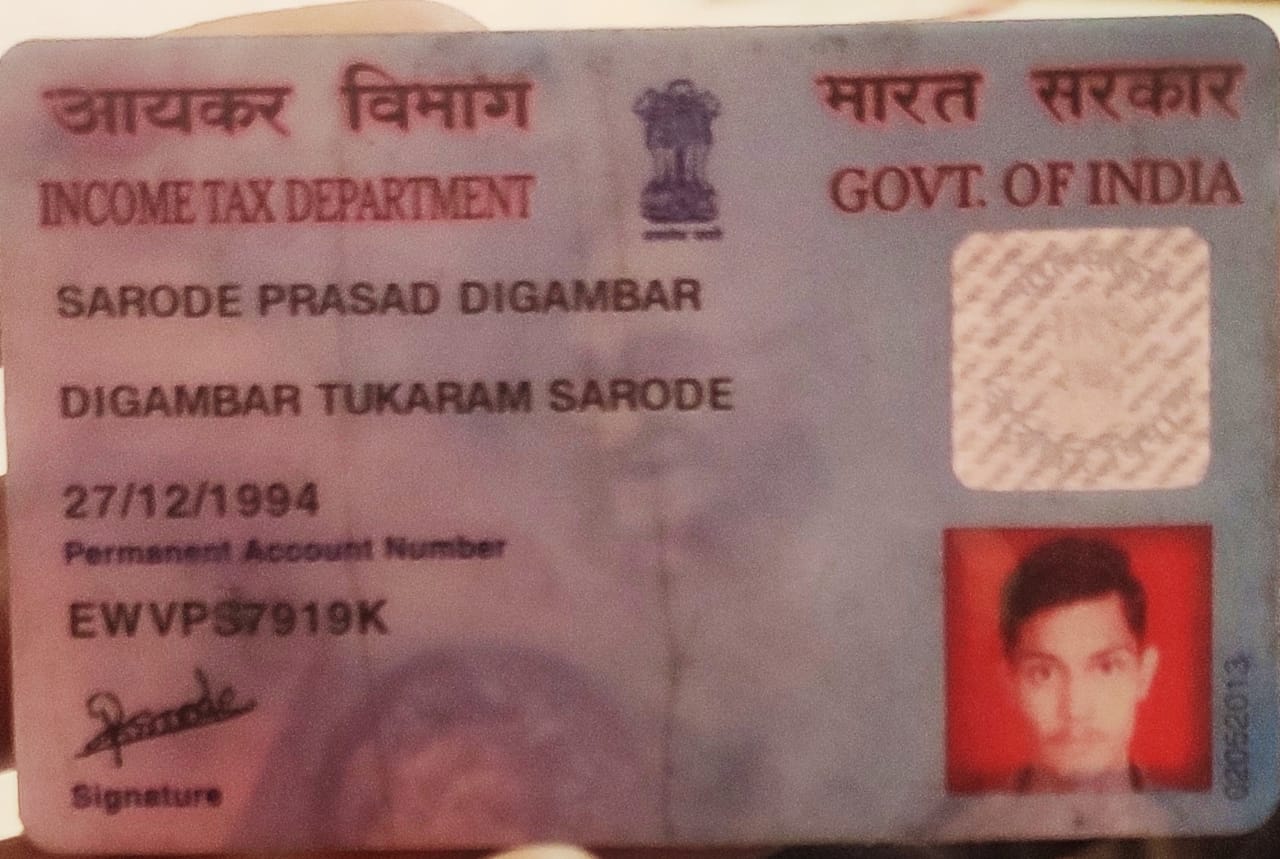 आयकर विभाग
भारत सरकार
INCOME TAX DEPARTMENT
GOVT. OF INDIA
SARODE PRASAD DIGAMBAR
DIGAMBAR TUKARAM SARODE
27/12/1994
Permanent Account Number
EWVPS7919K
Signature
02052013